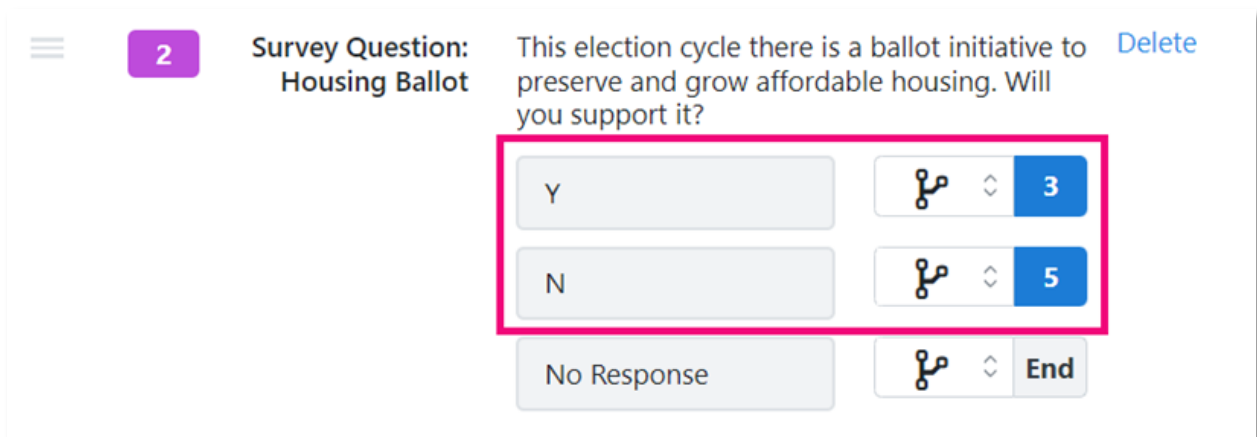 2
Survey Question:
Housing Ballot
This election cycle there is a ballot initiative to
preserve and grow affordable housing. Will
you support it?
Delete
Y
3
N
5
No Response
End